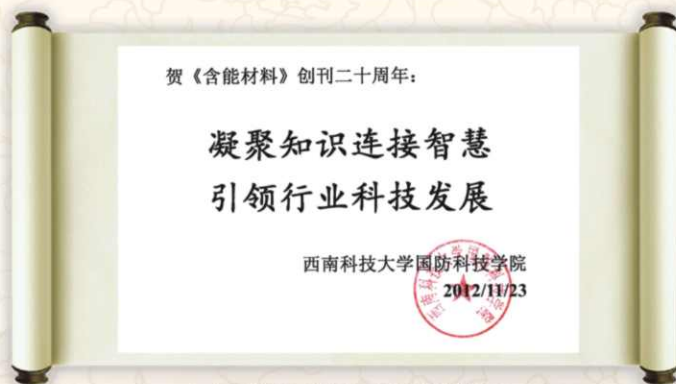 贺《含能材料》创刊二十周年：
凝聚知识连接智慧
引领行业科技发展
西南科技大学国防科技学院
2012/11/23